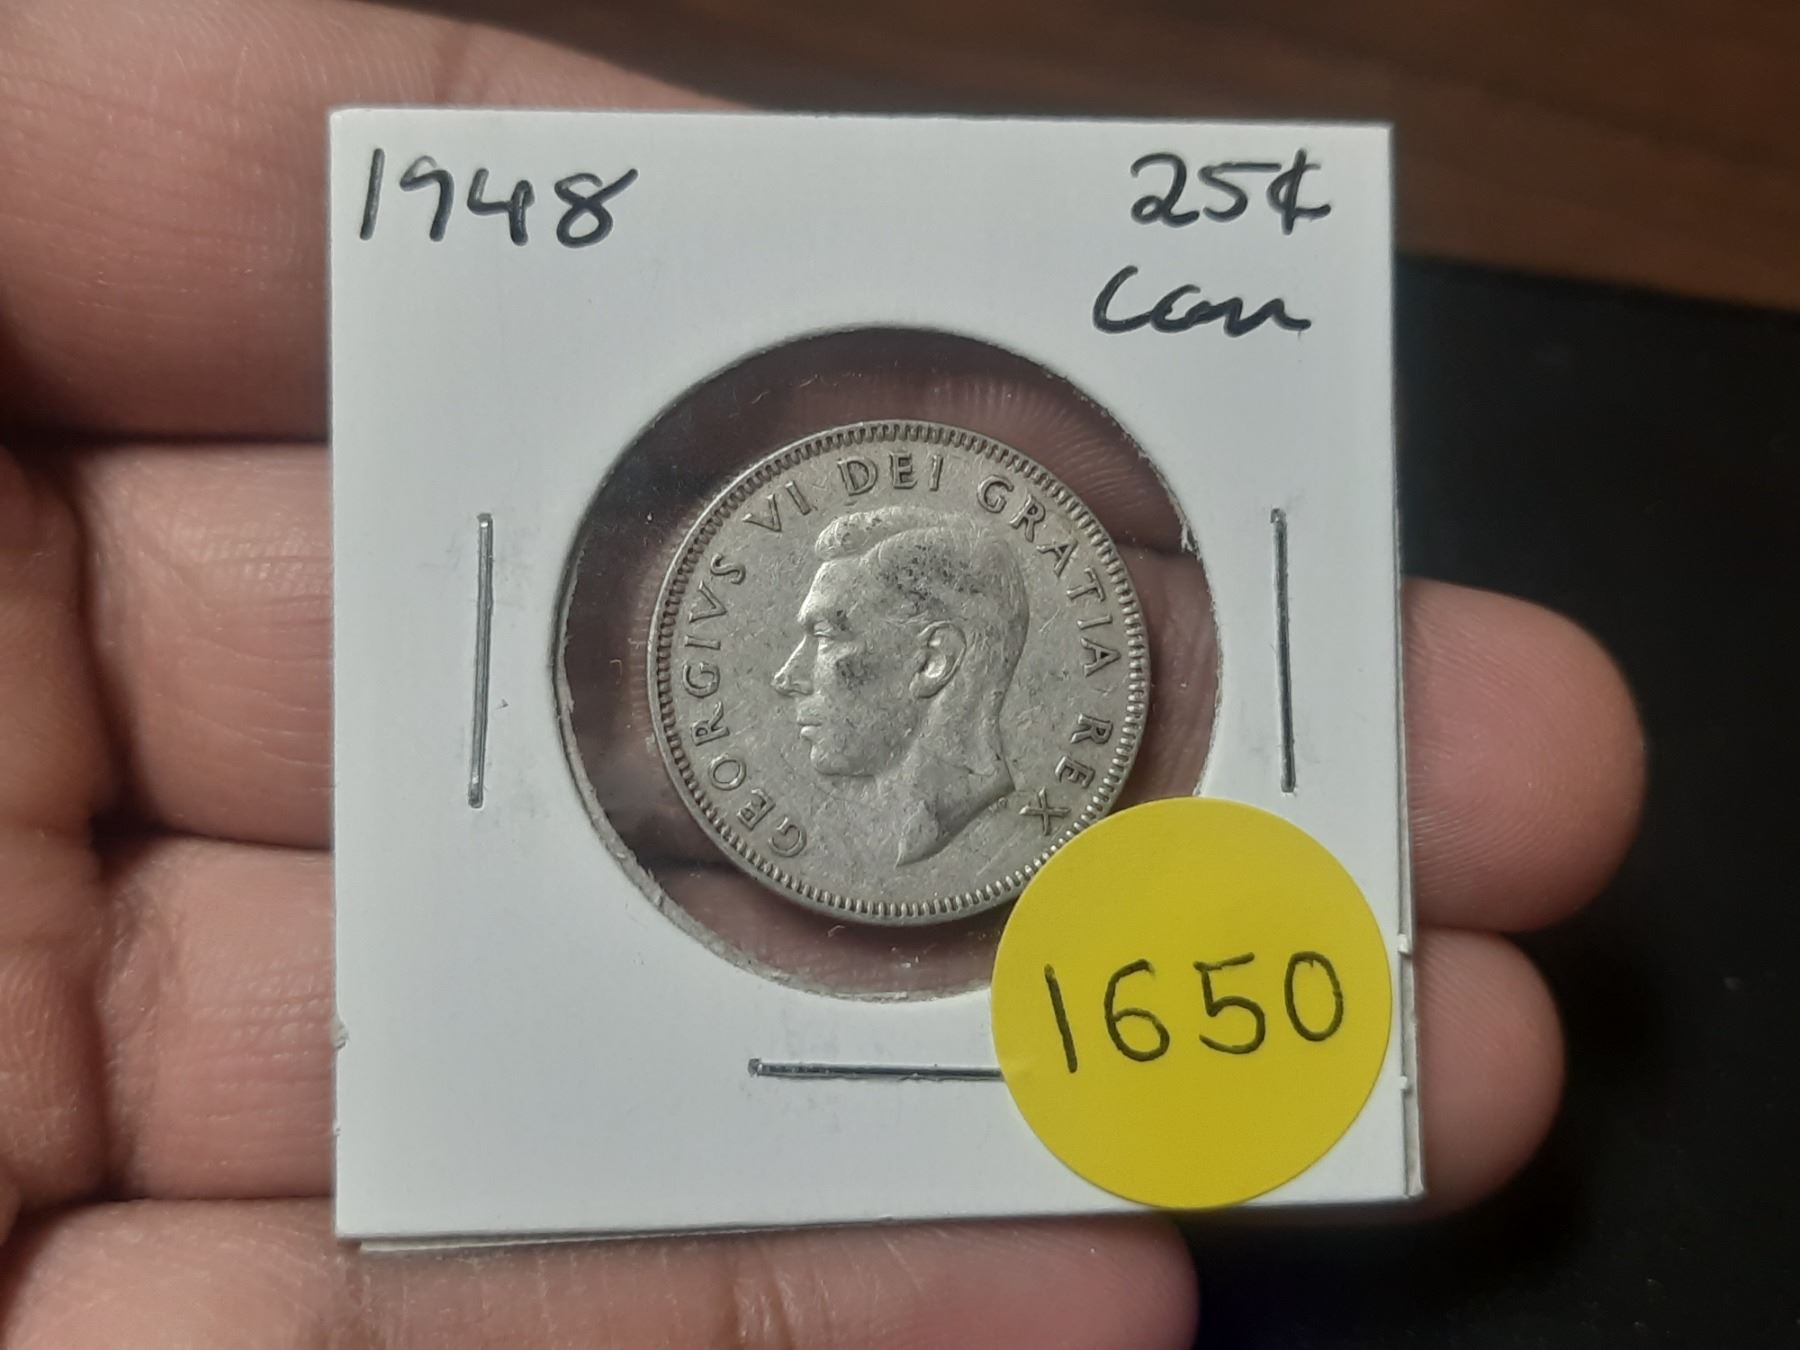 1948
25¢
Can
GEORGIVS VI DEI GRATIA REX
1650